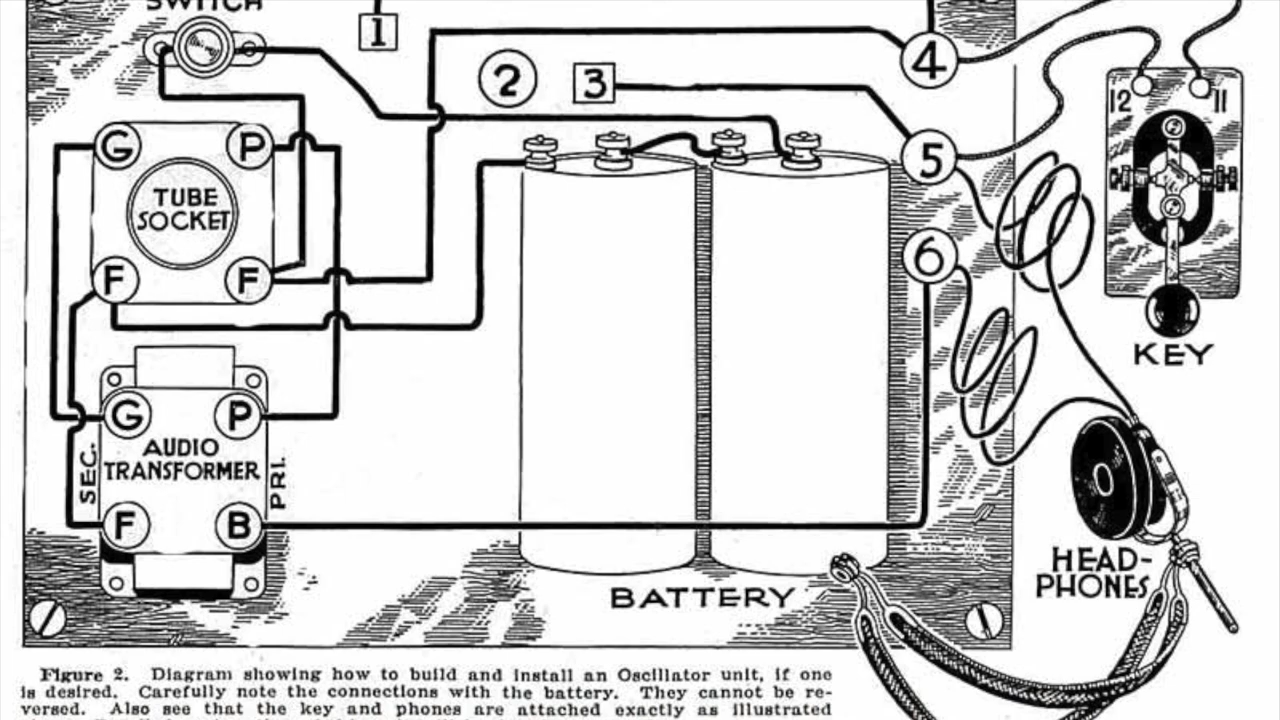 SWITCH
1
2
3
4
12
11
G
P
5
TUBE
SOCKET
6
F
F
KEY
G
P
AUDIO
TRANSFORMER
SEC.
PRI.
F
B
HEAD-
PHONES
BATTERY
Figure 2. Diagram showing how to build and install an Oscillator unit, if one
is desired. Carefully note the connections with the battery. They cannot be re-
versed. Also see that the key and phones are attached exactly as illustrated